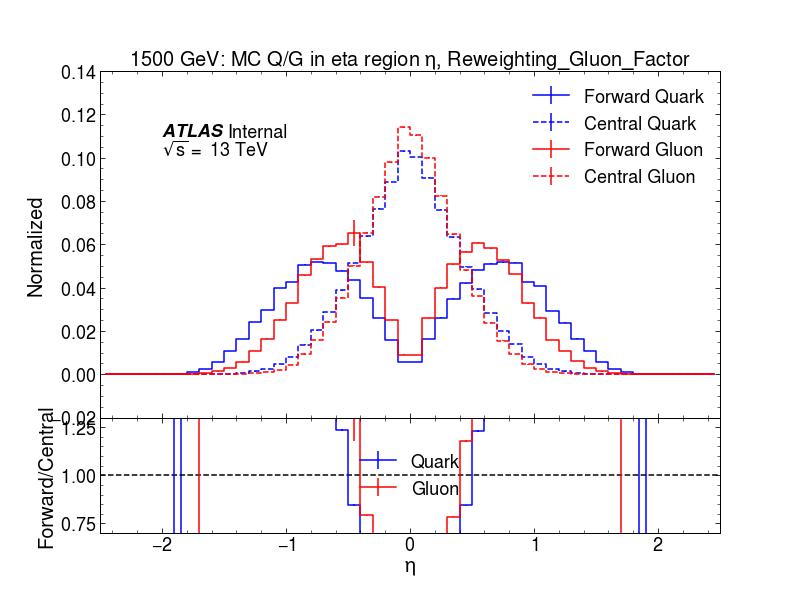 1500 GeV: MC Q/G in eta region η, Reweighting_Gluon_Factor
0.14
0.12
0.10
0.08
0.06
0.04
0.02
0.00
−0.02
Normalized
ATLAS Internal
√s = 13 TeV
Forward Quark
Central Quark
Forward Gluon
Central Gluon
1.25
1.00
0.75
Forward/Central
Quark
Gluon
−2
−1
0
1
2
η